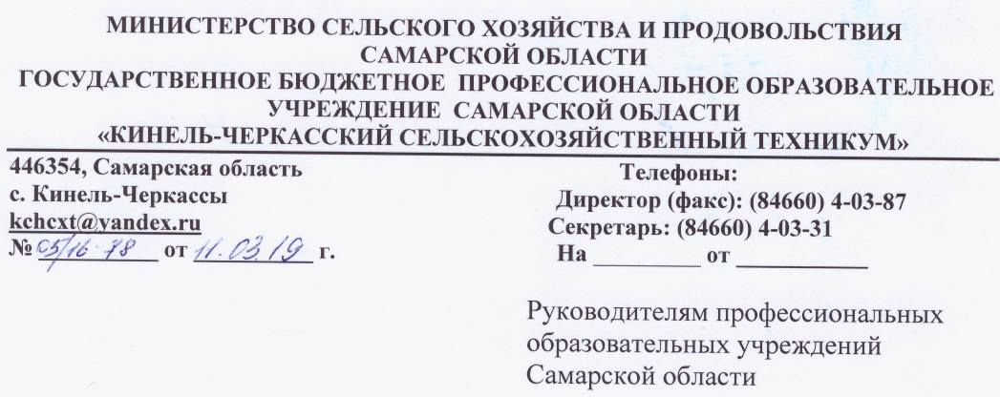 МИНИСТЕРСТВО СЕЛЬСКОГО ХОЗЯЙСТВА И ПРОДОВОЛЬСТВИЯ
САМАРСКОЙ ОБЛАСТИ
ГОСУДАРСТВЕННОЕ БЮДЖЕТНОЕ ПРОФЕССИОНАЛЬНОЕ ОБРАЗОВАТЕЛЬНОЕ
УЧРЕЖДЕНИЕ САМАРСКОЙ ОБЛАСТИ
«КИНЕЛЬ-ЧЕРКАССКИЙ СЕЛЬСКОХОЗЯЙСТВЕННЫЙ ТЕХНИКУМ»
446354, Самарская область
с. Кинель-Черкассы
kchcxt@yandex.ru
№ 05/16-78 от 11.03.19 г.
Телефоны:
Директор (факс): (84660) 4-03-87
Секретарь: (84660) 4-03-31
На _________ от ___________
Руководителям профессиональных
образовательных учреждений
Самарской области